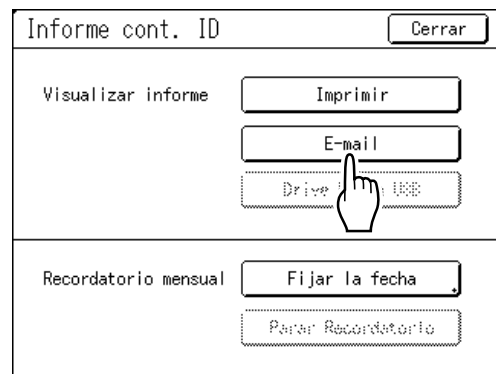 Informe cont. ID
Cerrar
Visualizar informe
Imprimir
E-mail
Drive USB
Recordatorio mensual
Fijar la fecha
Parar Recordatorio